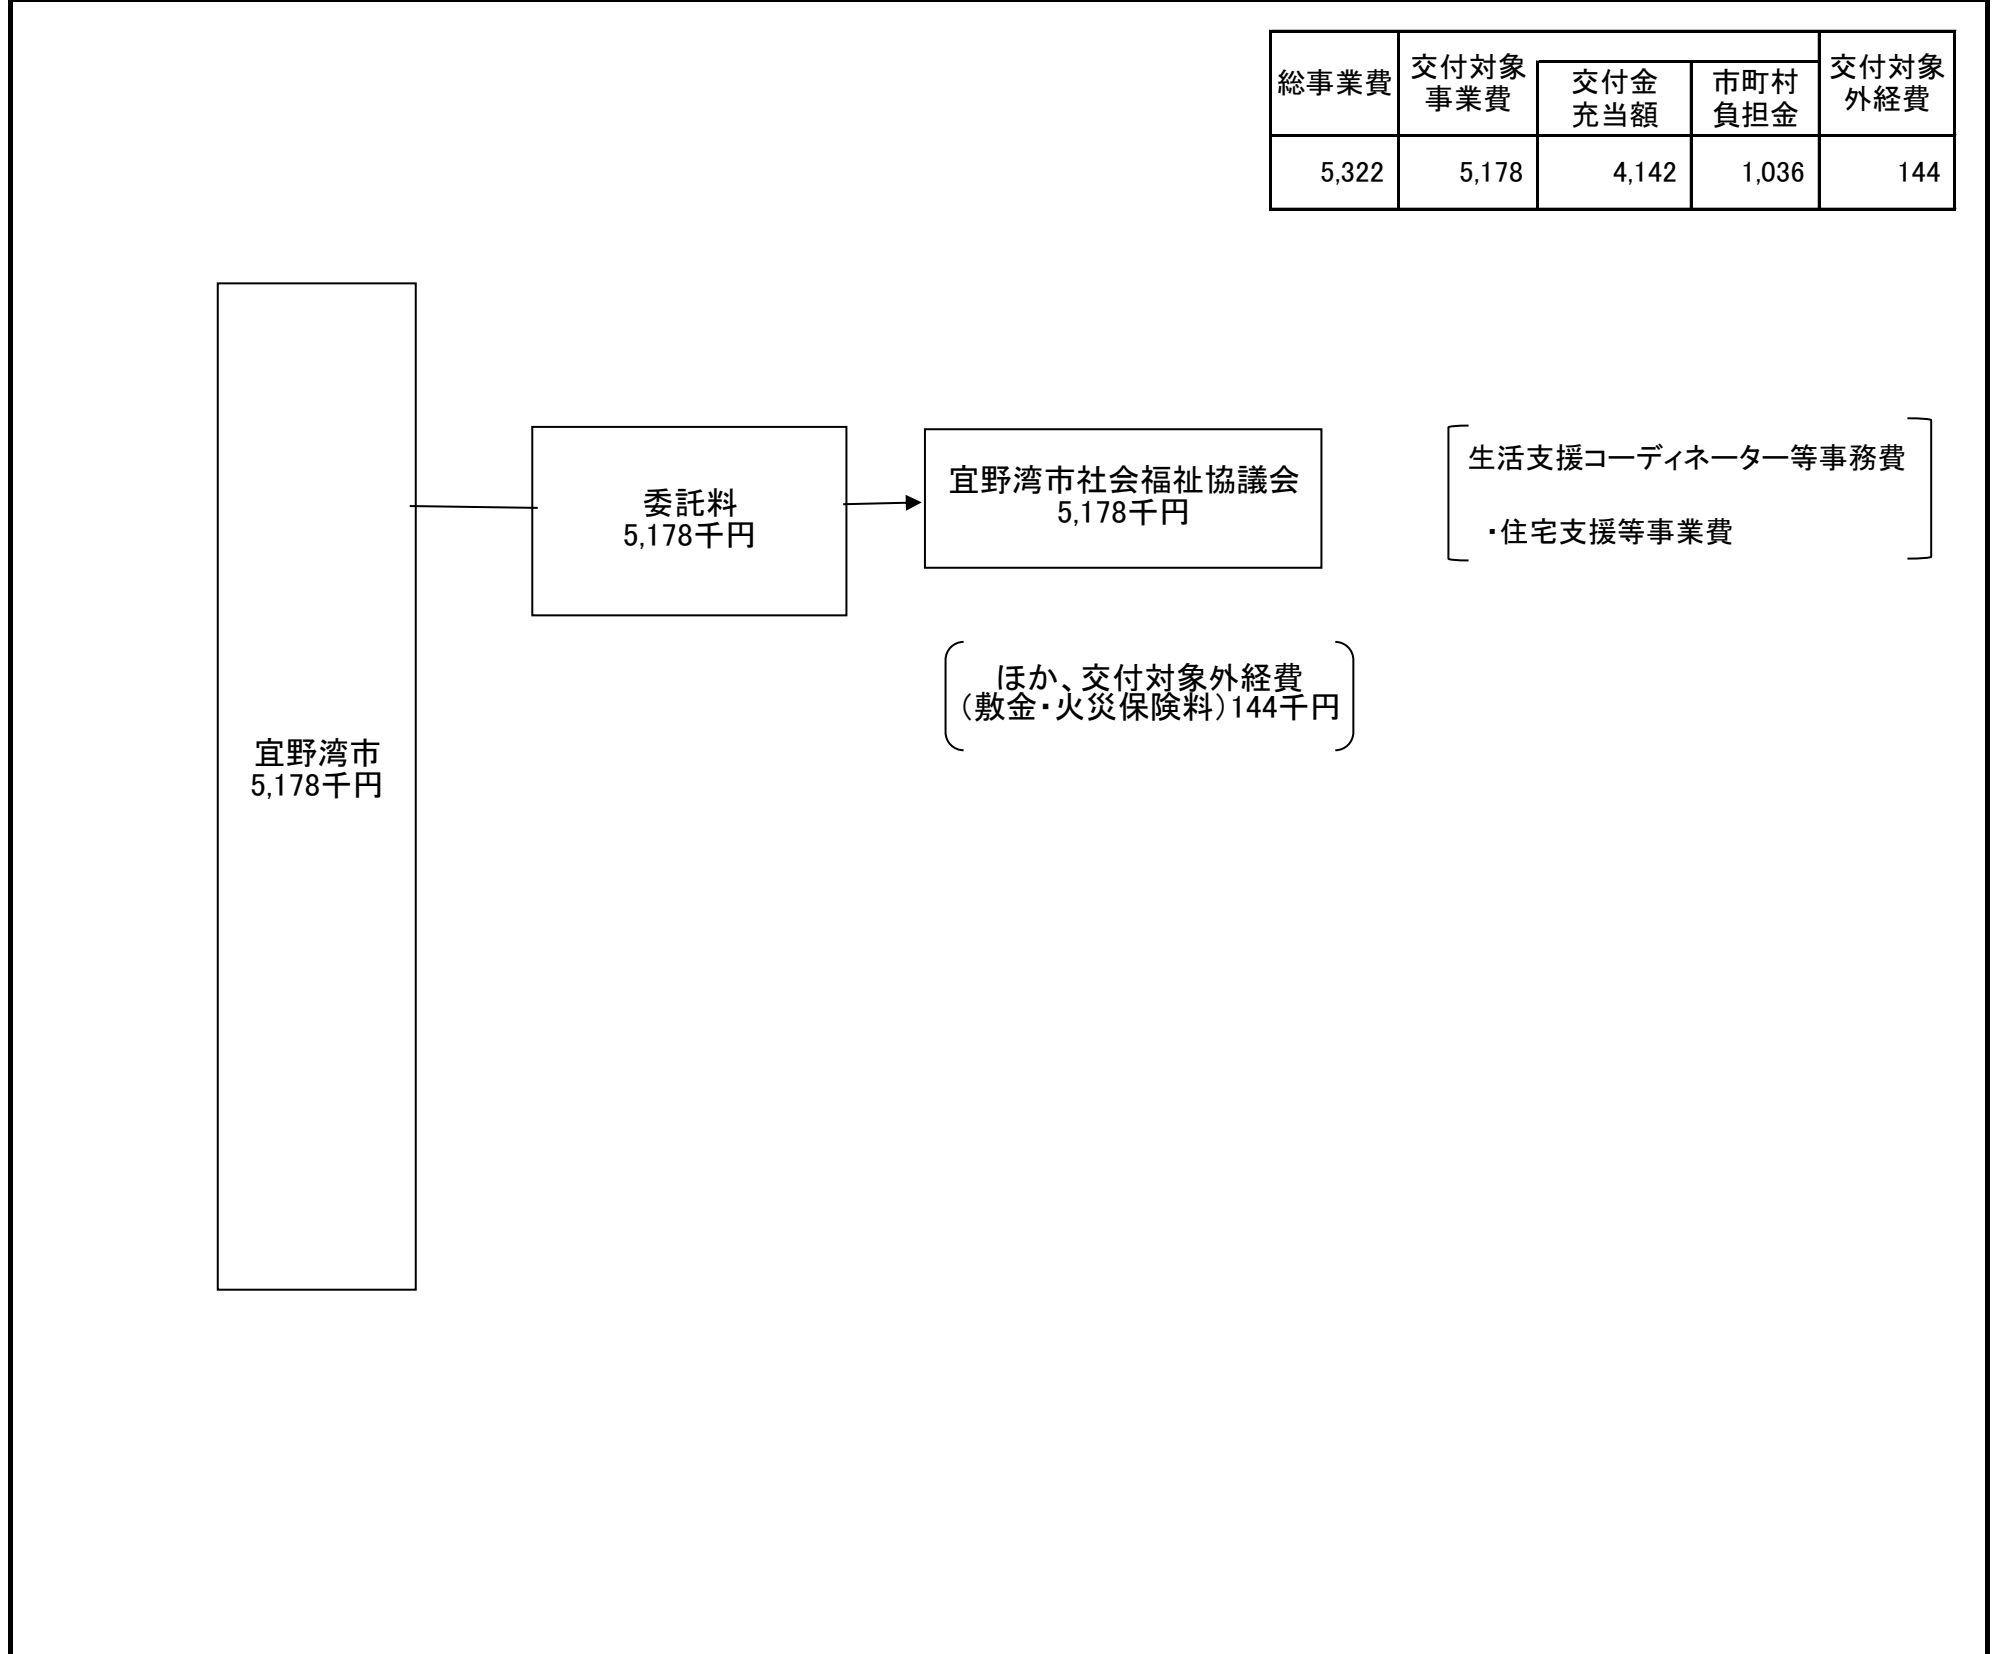 総事業費
交付対象
事業費
交付金
充当額
市町村
負担金
交付対象
外経費
5,322
5,178
4,142
1,036
144
宜野湾市
5,178千円
委託料
5,178千円
宜野湾市社会福祉協議会
5,178千円
生活支援コーディネーター等事務費
・住宅支援等事業費
ほか、交付対象外経費
(敷金・火災保険料)144千円